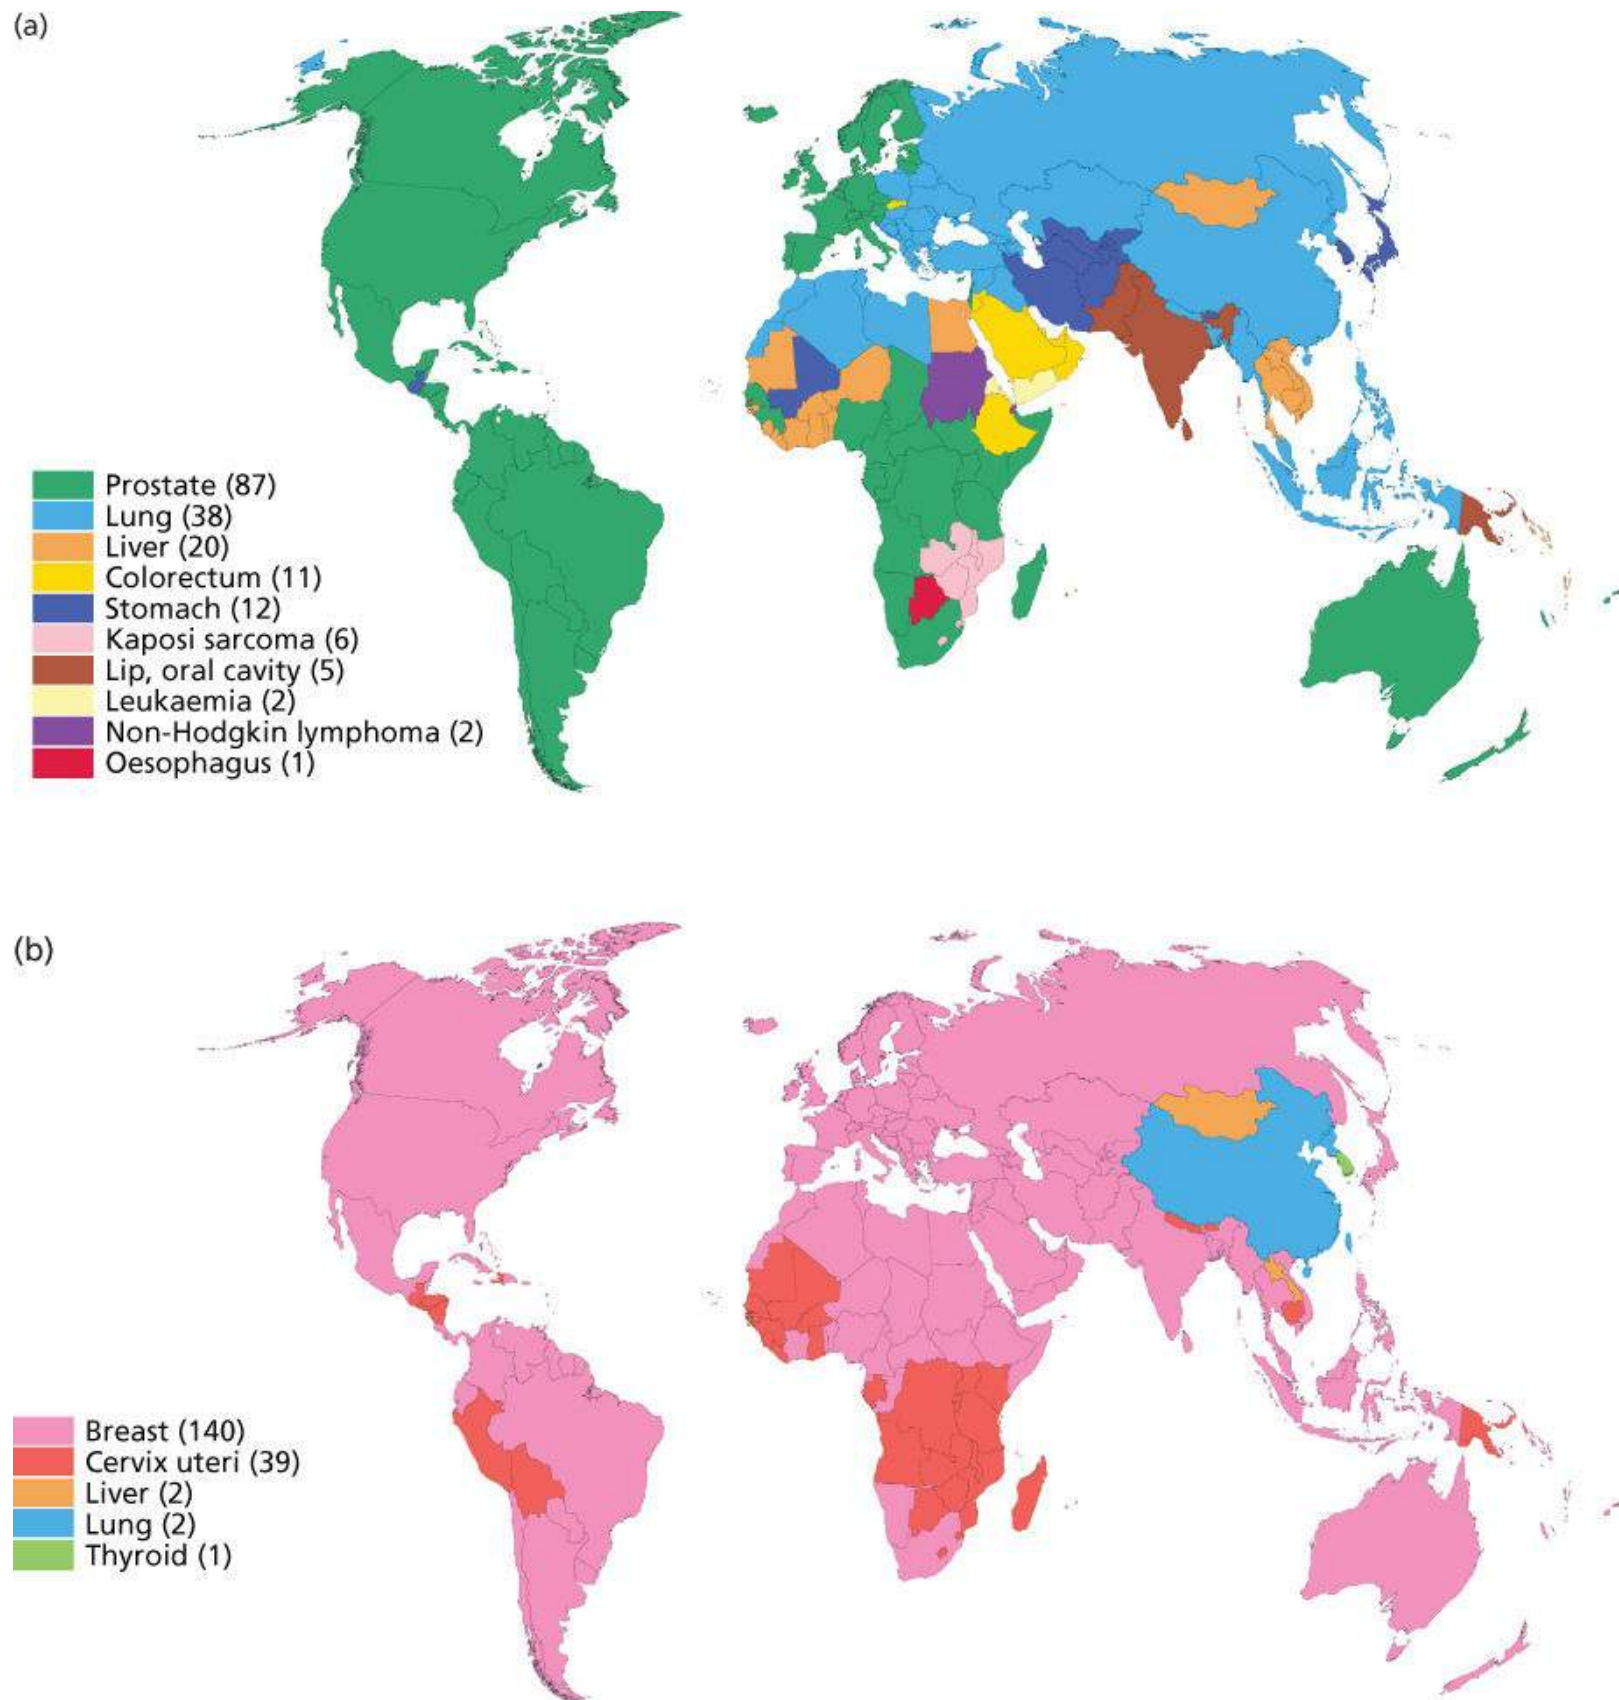 (a)
Prostate (87)
Lung (38)
Liver (20)
Colorectum (11)
Stomach (12)
Kaposi sarcoma (6)
Lip, oral cavity (5)
Leukaemia (2)
Non-Hodgkin lymphoma (2)
Oesophagus (1)
(b)
Breast (140)
Cervix uteri (39)
Liver (2)
Lung (2)
Thyroid (1)